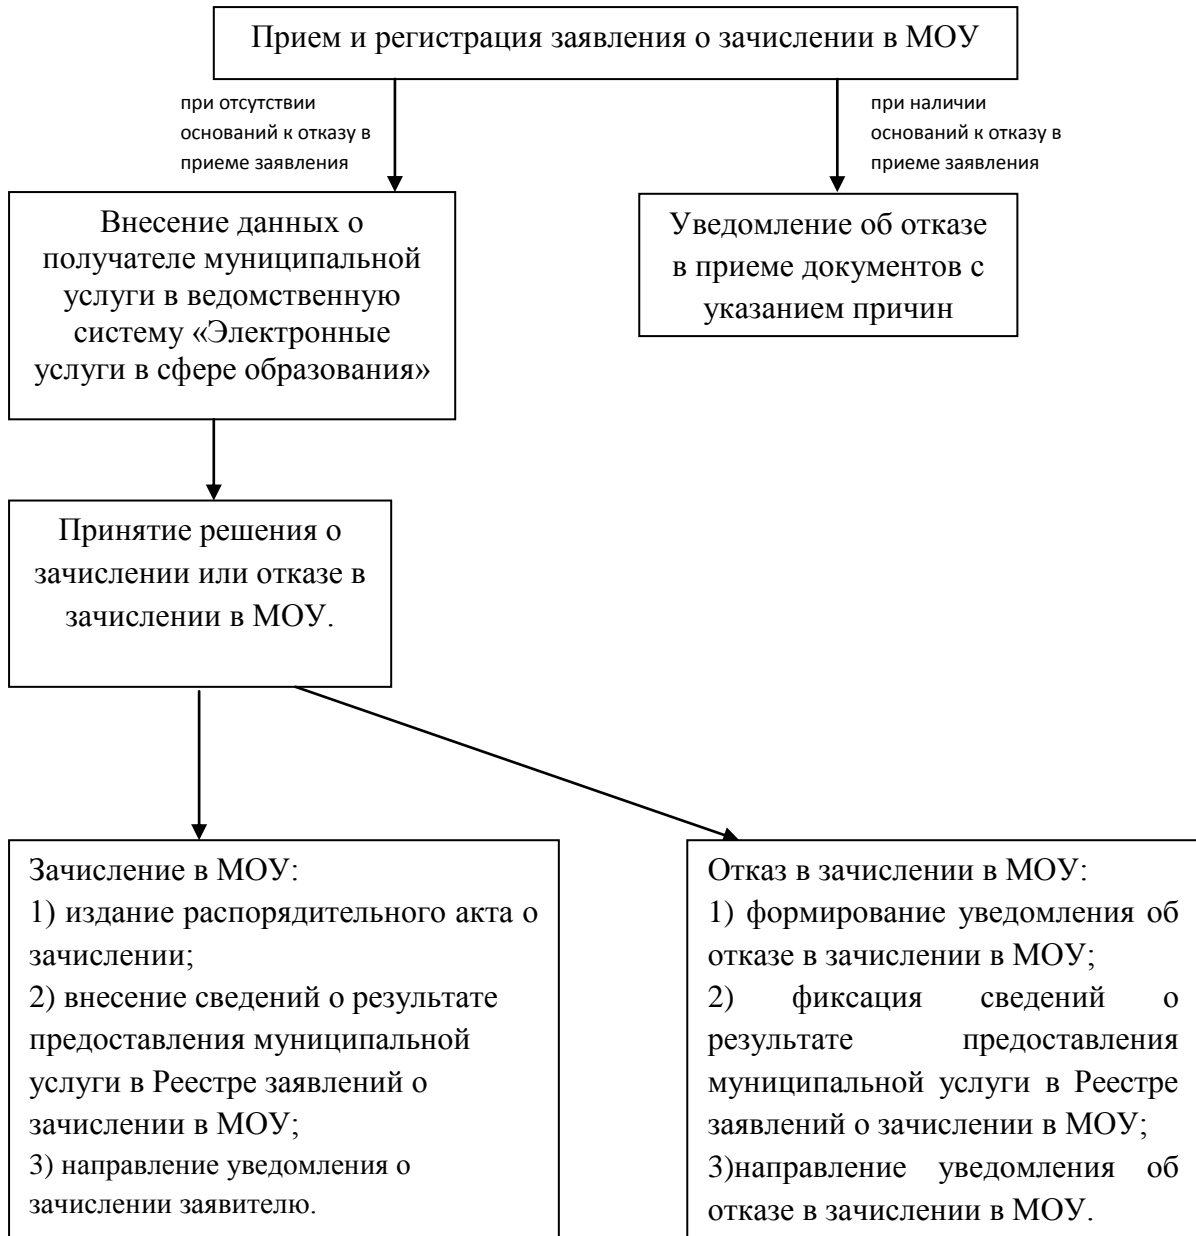 Прием и регистрация заявления о зачислении в МОУ
при отсутствии
оснований к отказу в
приеме заявления
при наличии
оснований к отказу в
приеме заявления
Внесение данных о
получателе муниципальной
услуги в ведомственную
систему «Электронные
услуги в сфере образования»
Уведомление об отказе
в приеме документов с
указанием причин
Принятие решения о
зачислении или отказе в
зачислении в МОУ.
Зачисление в МОУ:
1) издание распорядительного акта о
зачислении;
2) внесение сведений о результате
предоставления муниципальной
услуги в Реестре заявлений о
зачислении в МОУ;
3) направление уведомления о
зачислении заявителю.
Отказ в зачислении в МОУ:
1) формирование уведомления об
отказе в зачислении в МОУ;
2) фиксация сведений о
результате предоставления
муниципальной услуги в Реестре
заявлений о зачислении в МОУ;
3)направление уведомления об
отказе в зачислении в МОУ.